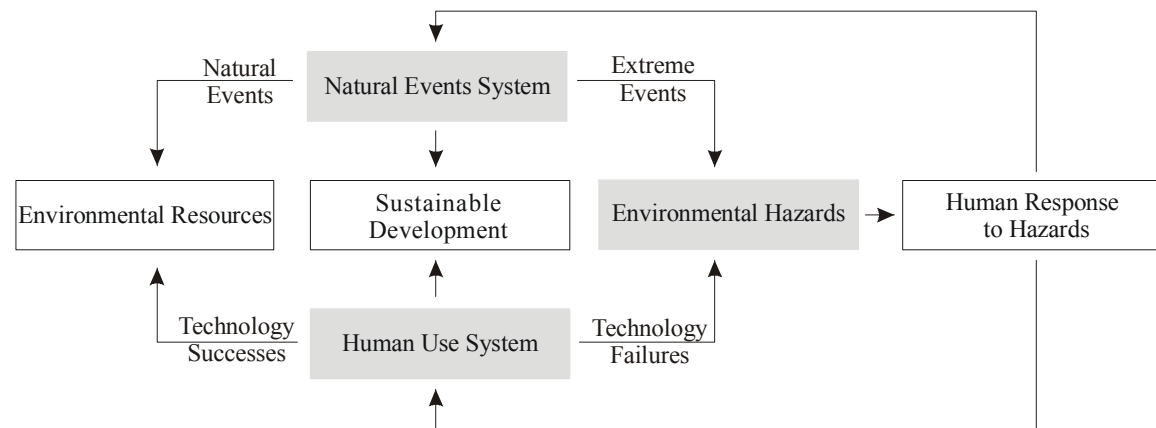 Natural
Events
Natural Events System
Extreme
Events
Environmental Resources
Sustainable
Development
Environmental Hazards
Human Response
to Hazards
Technology
Successes
Human Use System
Technology
Failures